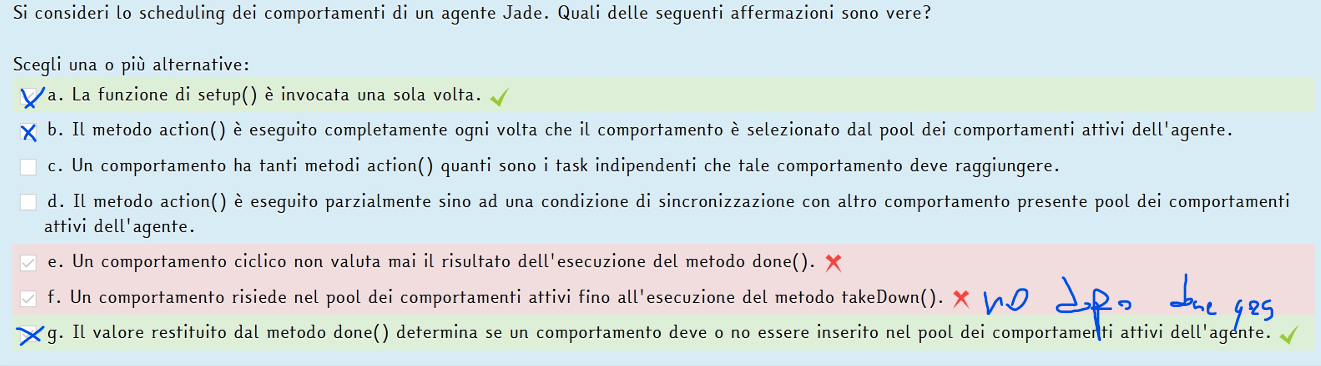 Si consideri lo scheduling dei comportamenti di un agente Jade. Quali delle seguenti affermazioni sono vere?
Scegli una o più alternative:
a. La funzione di setup() è invocata una sola volta.
b. Il metodo action() è eseguito completamente ogni volta che il comportamento è selezionato dal pool dei comportamenti attivi dell'agente.
c. Un comportamento ha tanti metodi action() quanti sono i task indipendenti che tale comportamento deve raggiungere.
d. Il metodo action() è eseguito parzialmente sino ad una condizione di sincronizzazione con altro comportamento presente pool dei comportamenti
attivi dell'agente.
e. Un comportamento ciclico non valuta mai il risultato dell'esecuzione del metodo done().
f. Un comportamento risiede nel pool dei comportamenti attivi fino all'esecuzione del metodo takeDown(). NO dopo done
g. Il valore restituito dal metodo done() determina se un comportamento deve o no essere inserito nel pool dei comportamenti attivi dell'agente.